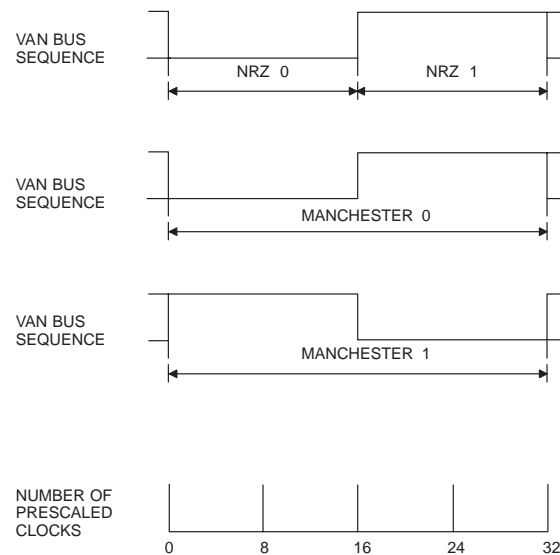 VAN BUS
SEQUENCE
NRZ 0
NRZ 1
VAN BUS
SEQUENCE
MANCHESTER 0
VAN BUS
SEQUENCE
MANCHESTER 1
NUMBER OF
PRESCALED
CLOCKS
0 8 16 24 32